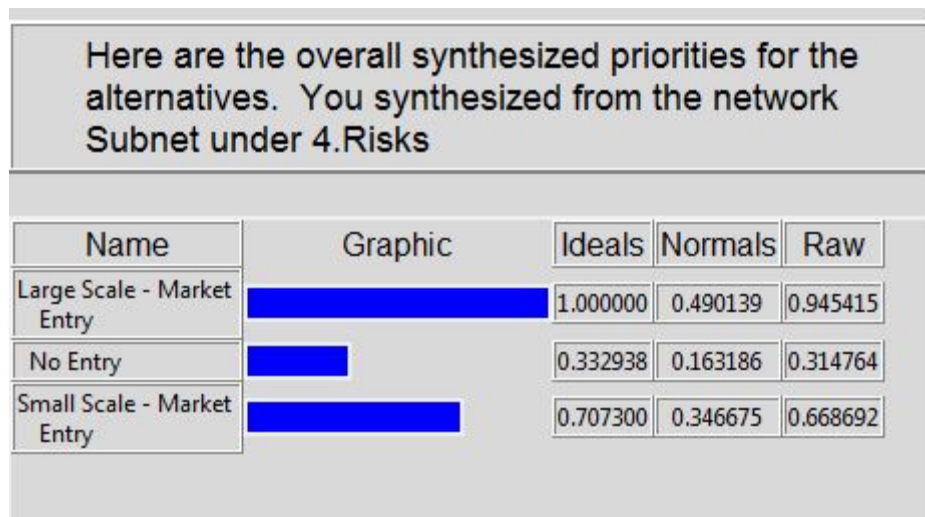 Here are the overall synthesized priorities for the
alternatives.  You synthesized from the network
Subnet under 4.Risks
Name Graphic Ideals Normals Raw
Large Scale - Market
Entry
1.000000 0.490139 0.945415
No Entry 0.332938 0.163186 0.314764
Small Scale - Market
Entry
0.707300 0.346675 0.668692